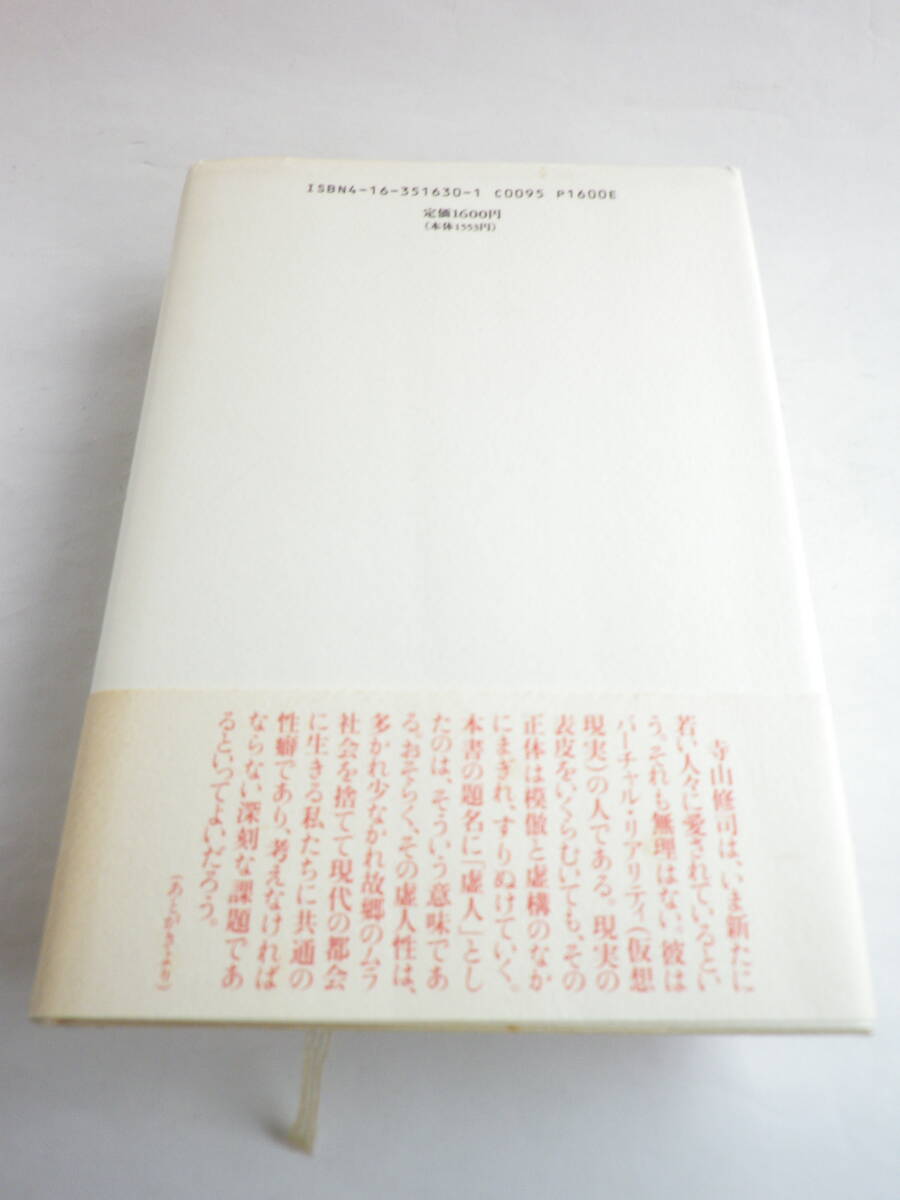 ISBN4-16-351630-1 C0095 P1600E
定価1600円
(本体1553円)
寺山修司は、いま新たに
若い人々に愛されているとい
う。それも無理はない。彼は
バーチャル・リアリティ(仮想
現実)の人である。現実の
表皮をいくらむいても、その
正体は模倣と虚構のなか
にまぎれ、すりぬけていく。
本書の題名に「虚人」とし
たのは、そういう意味であ
る。おそらく、その虚人性は、
多かれ少なかれ故郷のムラ
社会を捨てて現代の都会
に生きる私たちに共通の
性癖であり、考えなければ
ならない深刻な課題であ
るといってよいだろう。
(あとがきより)